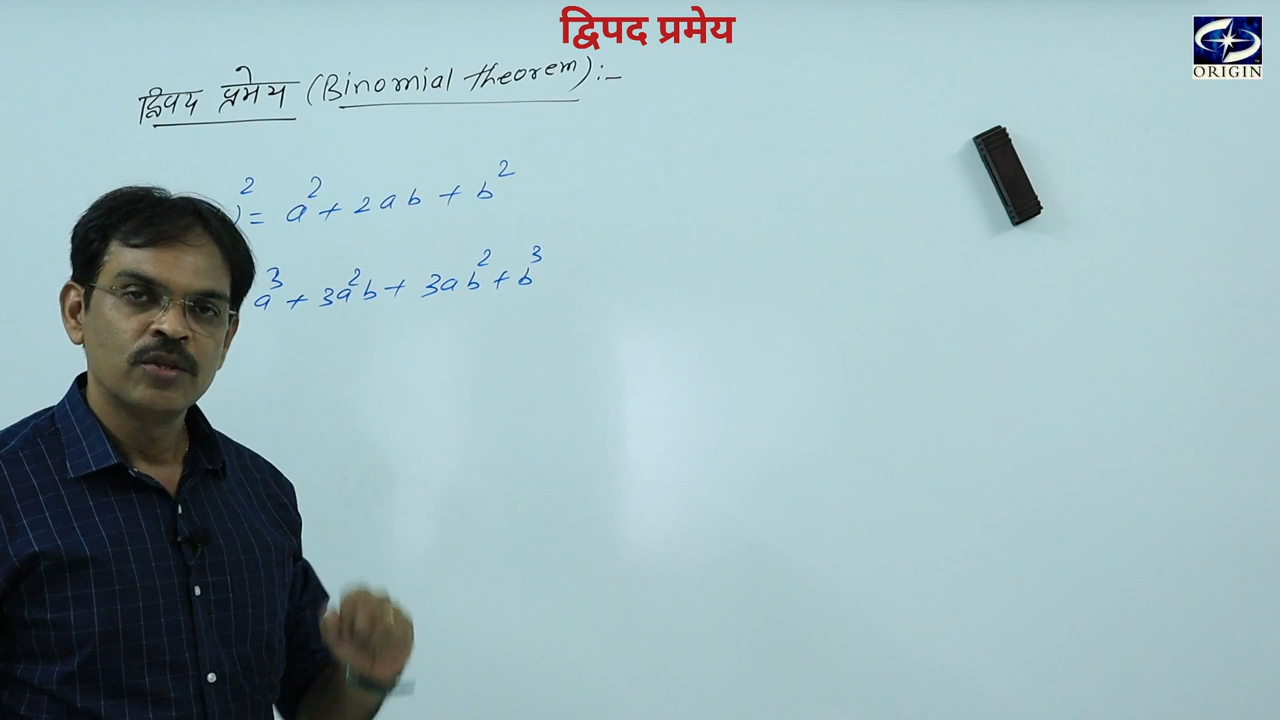 द्विपद प्रमेय
ORIGIN
द्विपद प्रमेय (Binomial theorem):-
)² = a² + 2ab + b²
a³ + 3a²b + 3ab² + b³